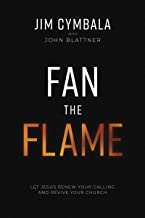 JIM CYMBALA
WITH
JOHN BLATTNER
FAN
THE
FLAME
LET JESUS RENEW YOUR CALLING
AND REVIVE YOUR CHURCH